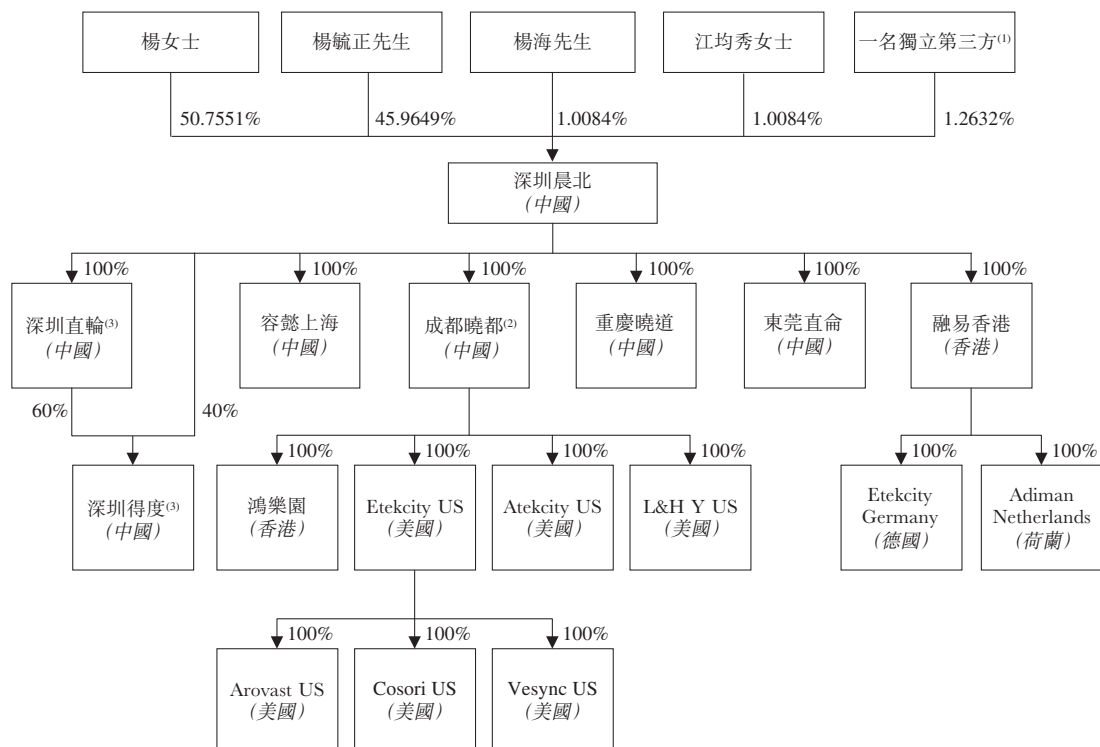 楊女士
楊毓正先生
楊海先生
江均秀女士
一名獨立第三方(1)
50.7551%
45.9649%
1.0084%
1.0084%
1.2632%
深圳晨北
(中國)
100%
100%
100%
100%
100%
100%
深圳直輪(3)
(中國)
容懿上海
(中國)
成都曉都(2)
(中國)
重慶曉道
(中國)
東莞直侖
(中國)
融易香港
(香港)
60%
40%
100%
100%
100%
100%
100%
100%
深圳得度(3)
(中國)
鴻樂園
(香港)
Etekcity US
(美國)
Atekcity US
(美國)
L&H Y US
(美國)
Etekcity
Germany
(德國)
Adiman
Netherlands
(荷蘭)
100%
100%
100%
Arovast US
(美國)
Cosori US
(美國)
Vesync US
(美國)